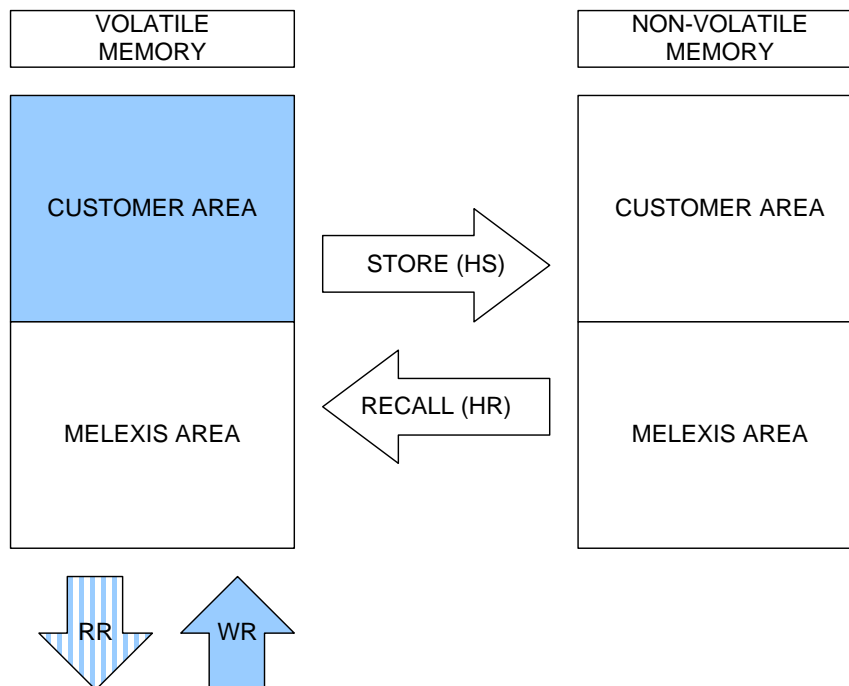 VOLATILE
MEMORY
NON-VOLATILE
MEMORY
CUSTOMER AREA
CUSTOMER AREA
STORE (HS)
RECALL (HR)
MELEXIS AREA
MELEXIS AREA
RR
WR